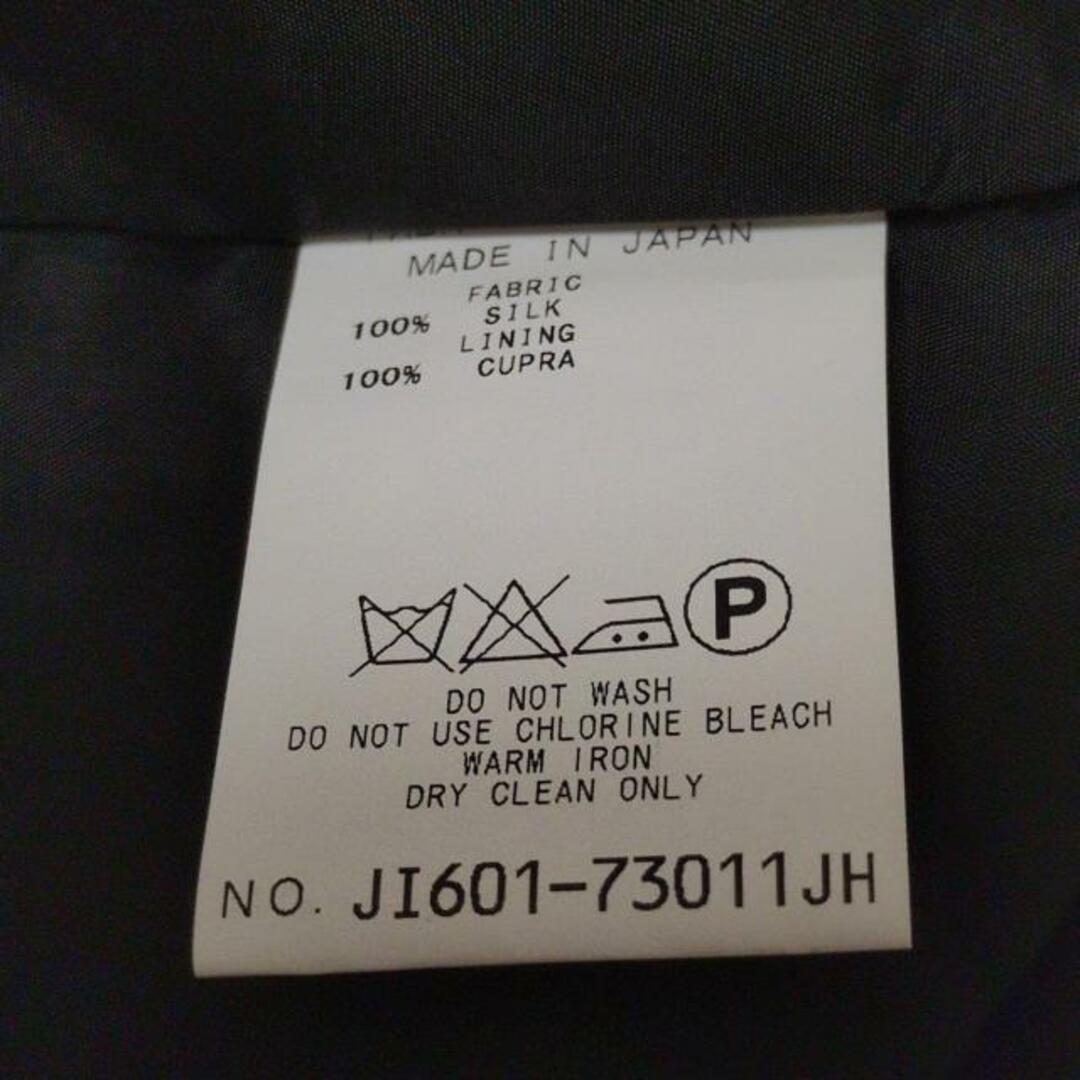 MADE IN JAPAN
FABRIC
100% SILK
LINING
100% CUPRA
P
DO NOT WASH
DO NOT USE CHLORINE BLEACH
WARM IRON
DRY CLEAN ONLY
NO. JI601-73011JH